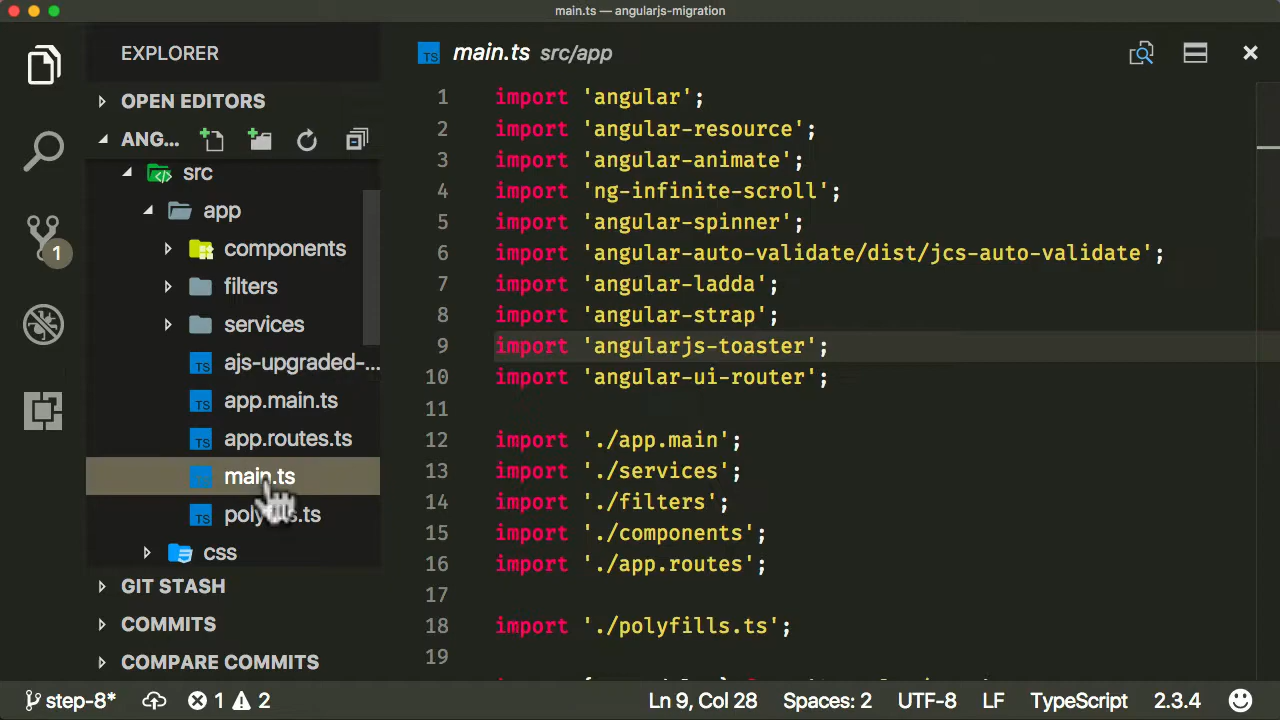 main.ts — angularjs-migration
EXPLORER
OPEN EDITORS
ANG...
src
app
components
filters
services
ajs-upgraded-...
app.main.ts
app.routes.ts
main.ts
polyfills.ts
css
GIT STASH
COMMITS
COMPARE COMMITS
1
TS main.ts src/app
1 import 'angular';
2 import 'angular-resource';
3 import 'angular-animate';
4 import 'ng-infinite-scroll';
5 import 'angular-spinner';
6 import 'angular-auto-validate/dist/jcs-auto-validate';
7 import 'angular-ladda';
8 import 'angular-strap';
9 import 'angularjs-toaster';
10 import 'angular-ui-router';
11
12 import './app.main';
13 import './services';
14 import './filters';
15 import './components';
16 import './app.routes';
17
18 import './polyfills.ts';
19
step-8* 1 2 Ln 9, Col 28 Spaces: 2 UTF-8 LF TypeScript 2.3.4